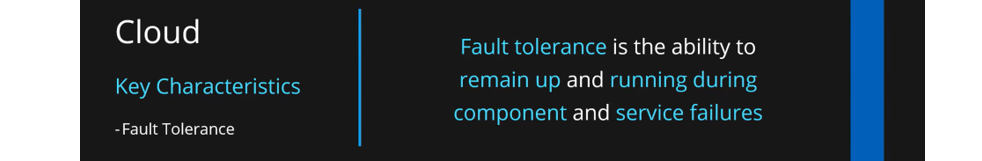 Cloud
Key Characteristics
-Fault Tolerance
Fault tolerance is the ability to
remain up and running during
component and service failures